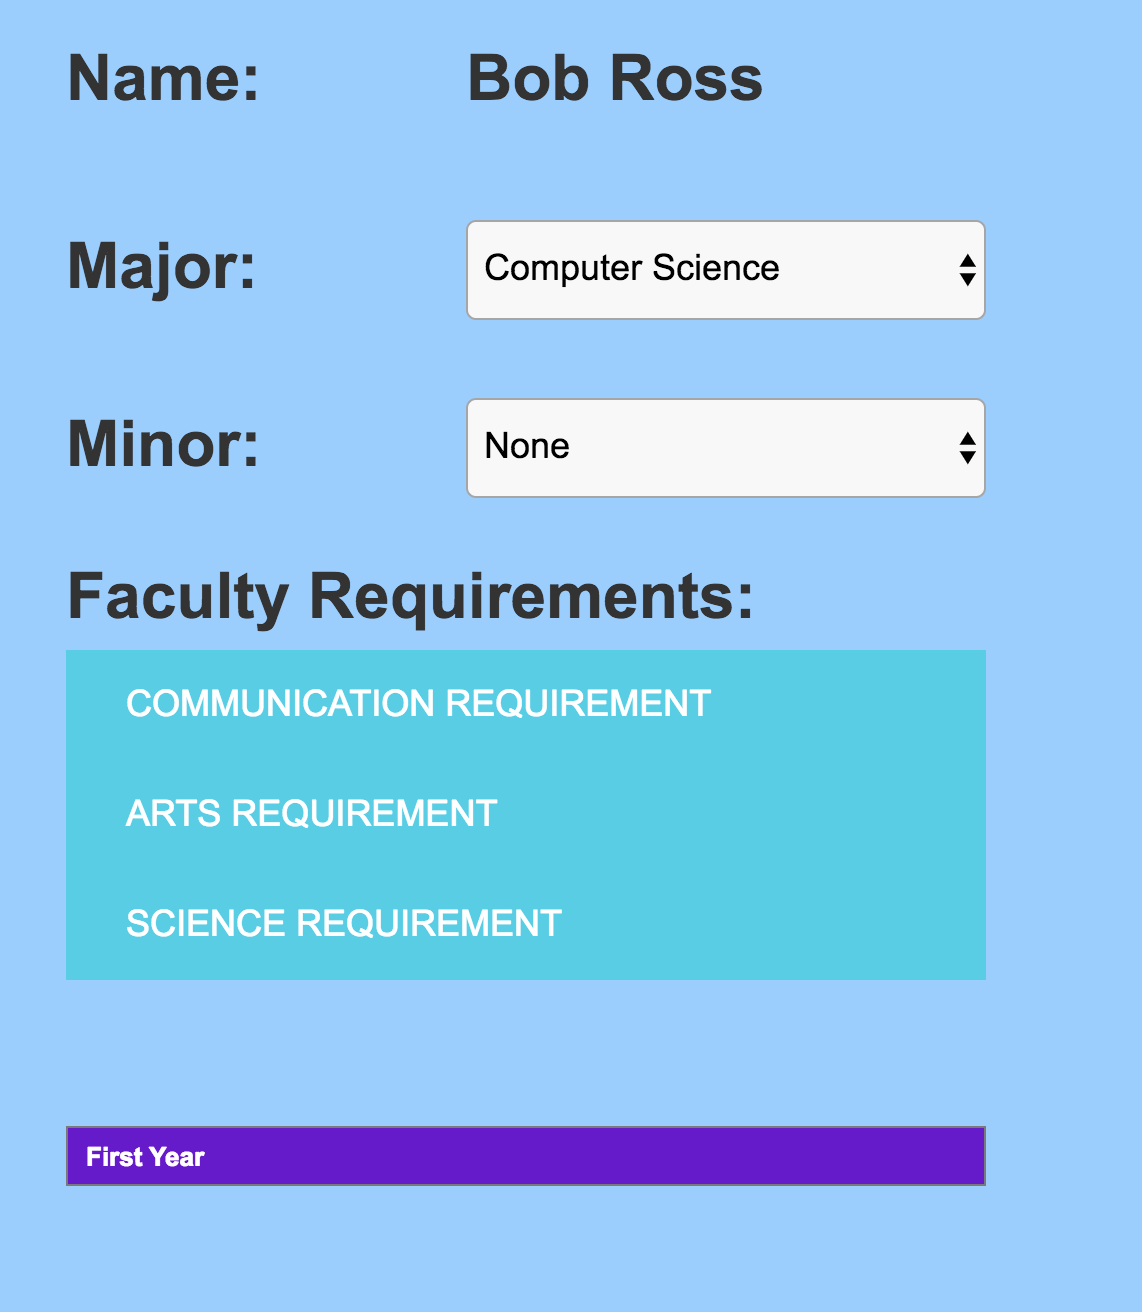 Name: Bob Ross
Major: Computer Science
Minor: None
Faculty Requirements:
COMMUNICATION REQUIREMENT
ARTS REQUIREMENT
SCIENCE REQUIREMENT
First Year